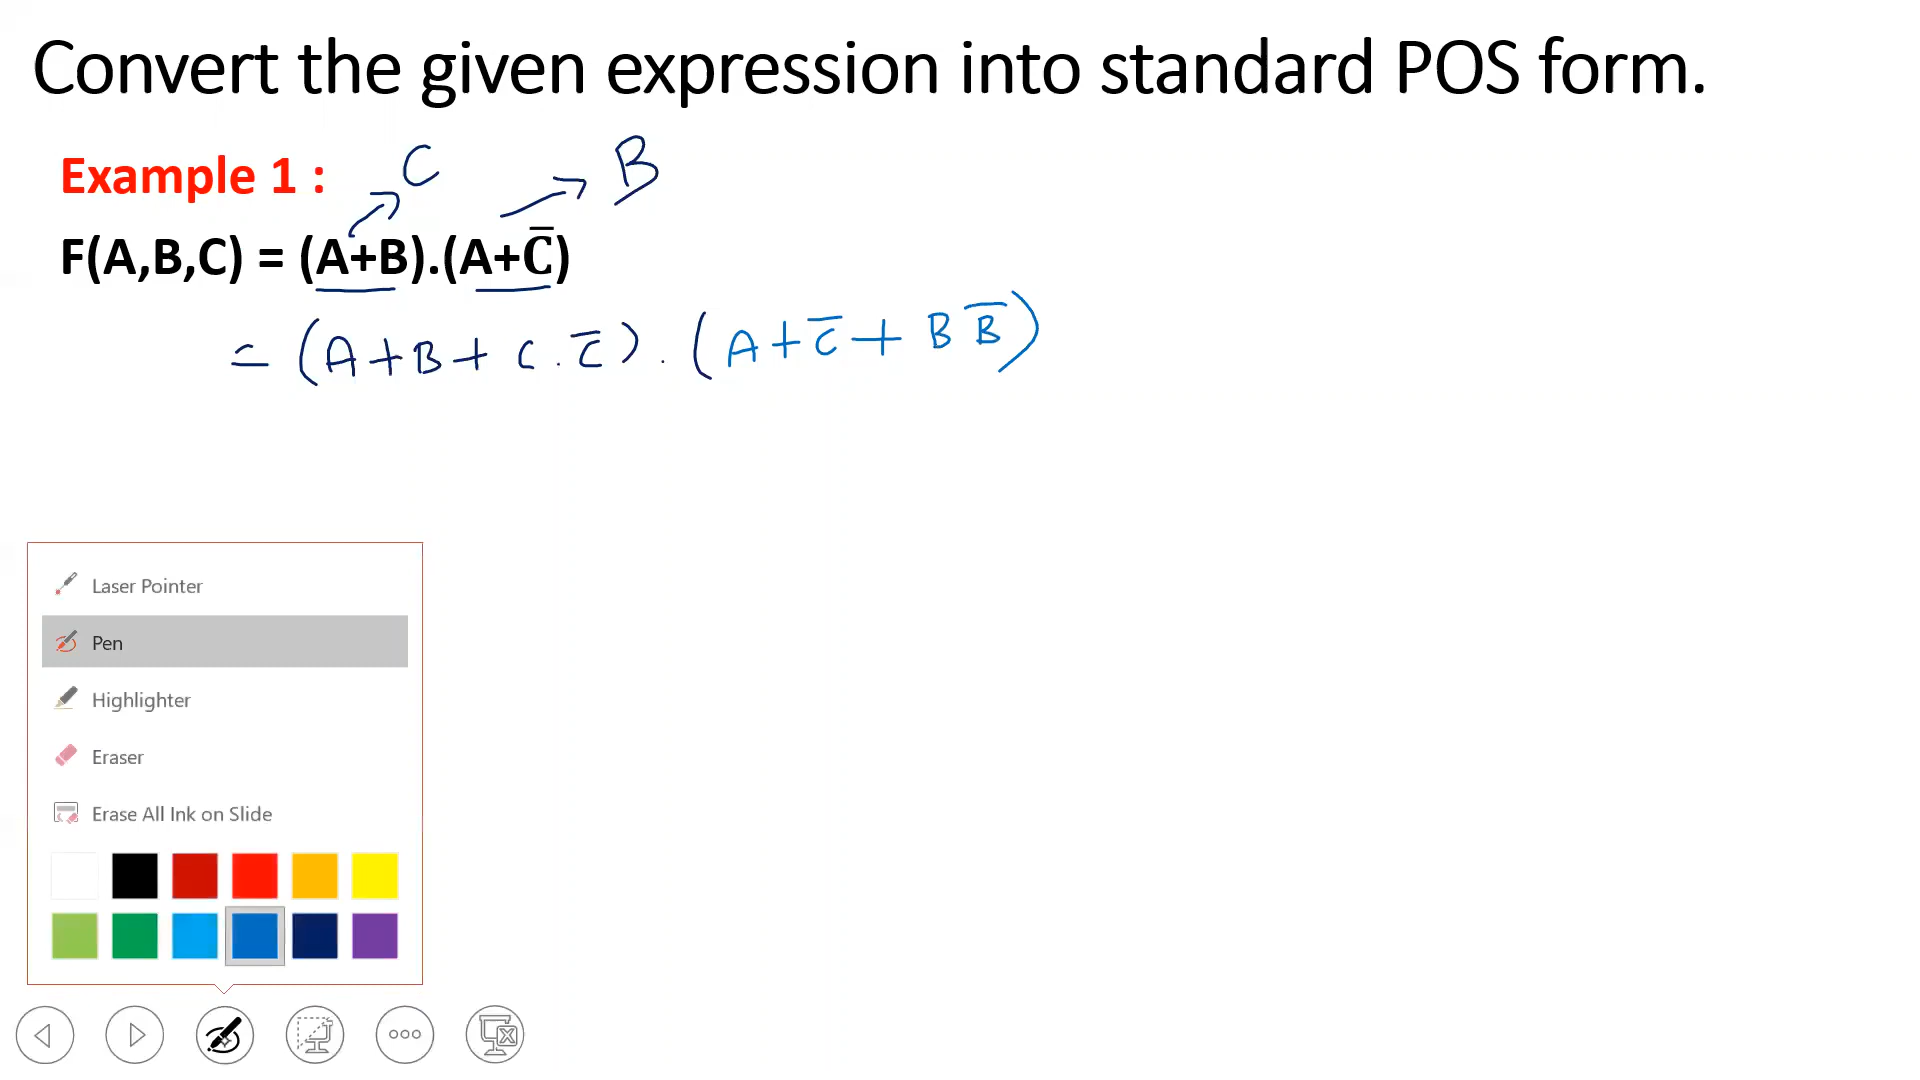 Convert the given expression into standard POS form.
Example 1 :
C
B
F(A,B,C) = (A+B).(A+C̅)
= (A+B+ C.C̅) . (A+C̅+ B B̅)
Laser Pointer
Pen
Highlighter
Eraser
Erase All Ink on Slide